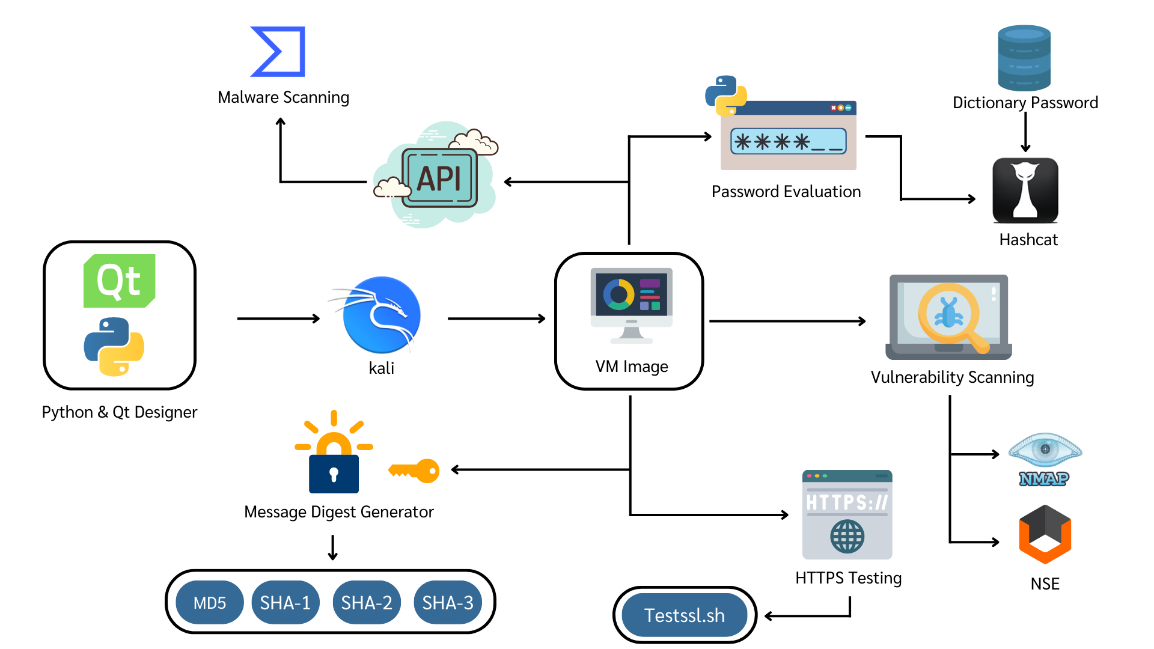 Malware Scanning
API
****_ _
Password Evaluation
Dictionary Password
Hashcat
Qt
Python & Qt Designer
kali
VM Image
Vulnerability Scanning
NMAP
NSE
Message Digest Generator
MD5
SHA-1
SHA-2
SHA-3
HTTPS://
HTTPS Testing
Testssl.sh